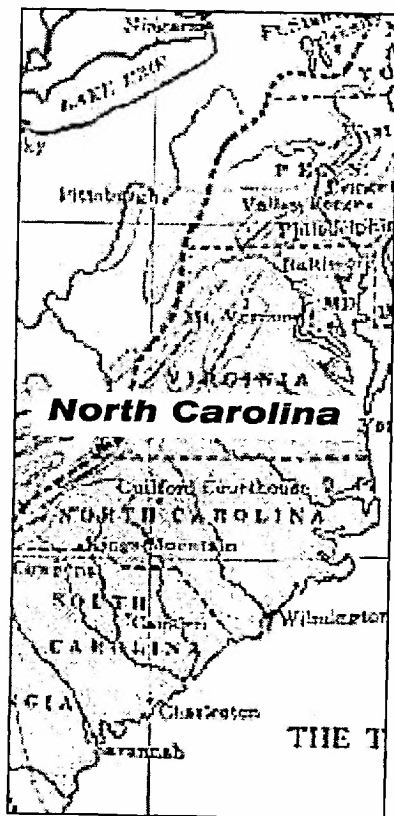 LAKE ERIE
Pittsburgh
Valley Forge
Philadelphia
Baltimore
MD
Mt. Vernon
VIRGINIA
North Carolina
Guilford Courthouse
NORTH CAROLINA
Kings Mountain
Cowpens
SOUTH
Camden
Wilmington
CAROLINA
GIA
Charleston
Savannah
THE T